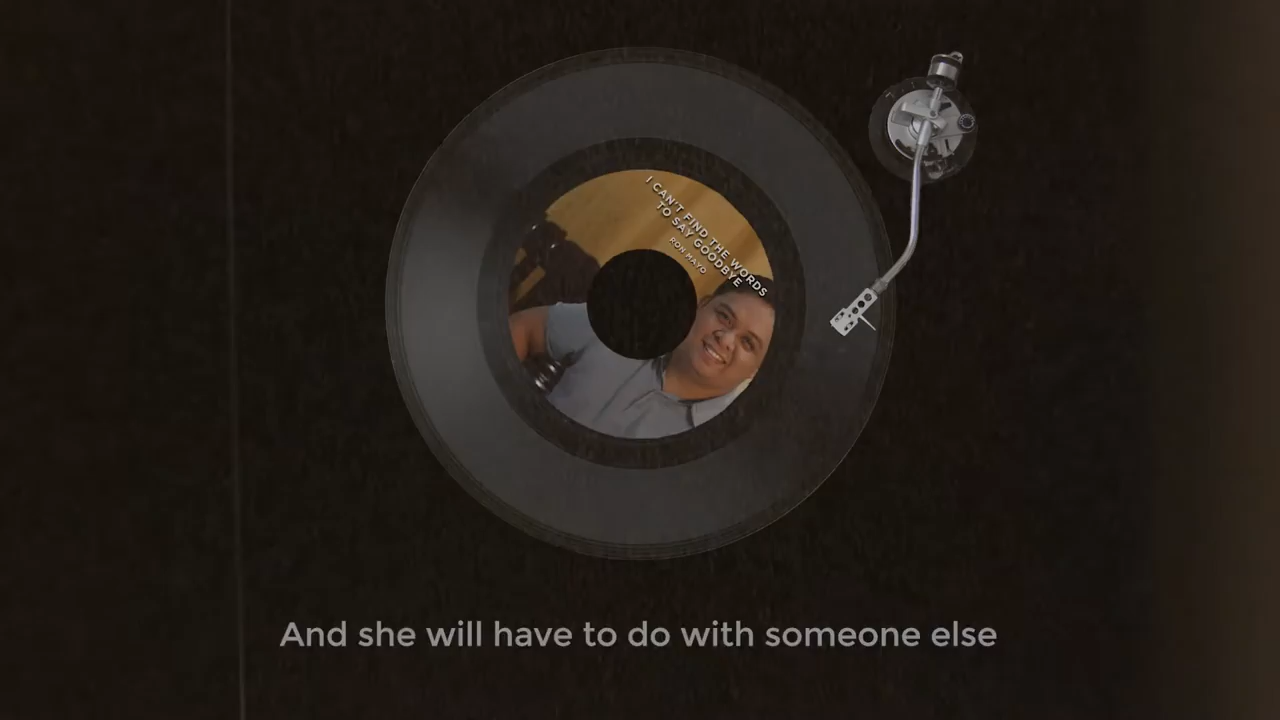 I CAN'T FIND THE WORDS
TO SAY GOODBYE
RON MAYO
And she will have to do with someone else